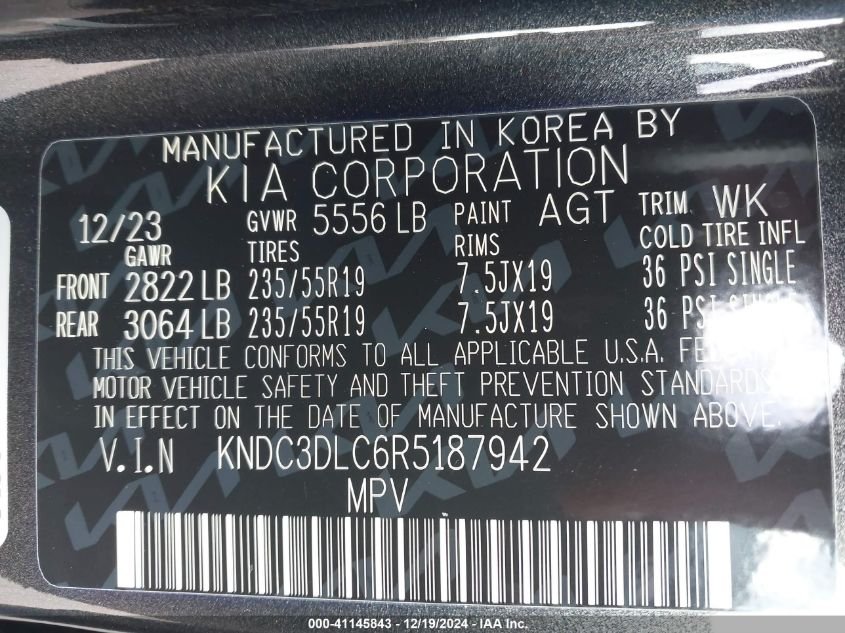 MANUFACTURED IN KOREA BY
KIA CORPORATION
12/23 GVWR 5556 LB PAINT AGT TRIM WK
GAWR TIRES RIMS COLD TIRE INFL
FRONT 2822 LB 235/55R19 7.5JX19 36 PSI SINGLE
REAR 3064 LB 235/55R19 7.5JX19 36 PSI SINGLE
THIS VEHICLE CONFORMS TO ALL APPLICABLE U.S.A. FEDERAL
MOTOR VEHICLE SAFETY AND THEFT PREVENTION STANDARDS
IN EFFECT ON THE DATE OF MANUFACTURE SHOWN ABOVE.
V.I.N KNDC3DLC6R5187942
MPV
000-41145843 - 12/19/2024 - IAA Inc.